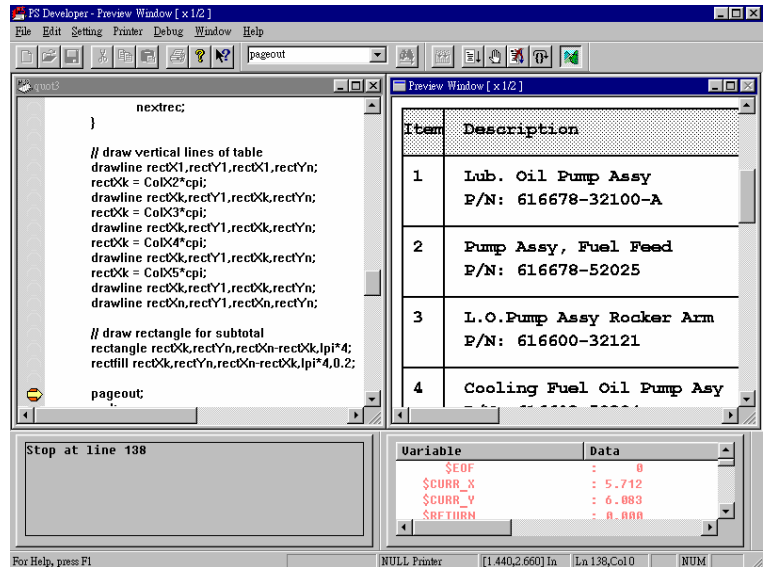 PS Developer - Preview Window [ x 1/2 ]
File Edit Setting Printer Debug Window Help
pageout
quot3
nextrec;
}
// draw vertical lines of table
drawline rectX1,rectY1,rectX1,rectYn;
rectXk = ColX2*cpi;
drawline rectXk,rectY1,rectXk,rectYn;
rectXk = ColX3*cpi;
drawline rectXk,rectY1,rectXk,rectYn;
rectXk = ColX4*cpi;
drawline rectXk,rectY1,rectXk,rectYn;
rectXk = ColX5*cpi;
drawline rectXk,rectY1,rectXk,rectYn;
drawline rectXn,rectY1,rectXn,rectYn;
// draw rectangle for subtotal
rectangle rectXk,rectYn,rectXn-rectXk,lpi*4;
rectfill rectXk,rectYn,rectXn-rectXk,lpi*4,0.2;
pageout;
Preview Window [ x 1/2 ]
Item Description
1 Lub. Oil Pump Assy
P/N: 616678-32100-A
2 Pump Assy, Fuel Feed
P/N: 616678-52025
3 L.O.Pump Assy Rocker Arm
P/N: 616600-32121
4 Cooling Fuel Oil Pump Asy
Stop at line 138
Variable Data
$EOF : 0
$CURR_X : 5.712
$CURR_Y : 6.083
$RETURN : 0.000
For Help, press F1 NULL Printer [1.440,2.660] In Ln 138,Col 0 NUM